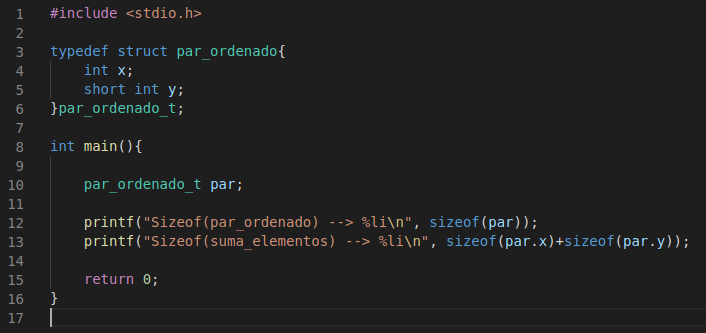 1 #include <stdio.h>
2
3 typedef struct par_ordenado{
4     int x;
5     short int y;
6 }par_ordenado_t;
7
8 int main(){
9
10     par_ordenado_t par;
11
12     printf("Sizeof(par_ordenado) --> %li\n", sizeof(par));
13     printf("Sizeof(suma_elementos) --> %li\n", sizeof(par.x)+sizeof(par.y));
14
15     return 0;
16 }
17